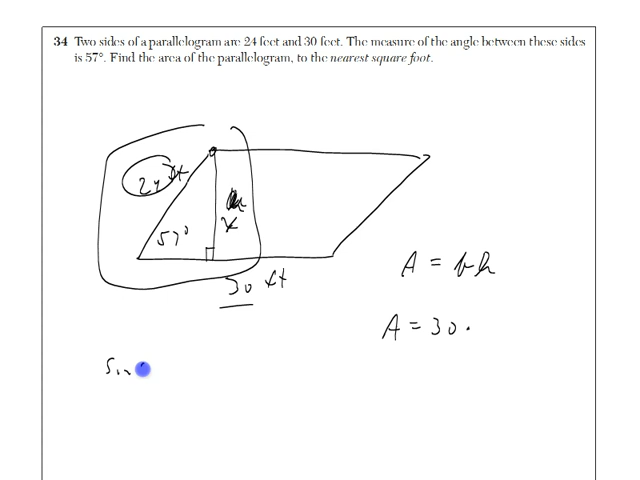 34 Two sides of a parallelogram are 24 feet and 30 feet. The measure of the angle between these sides
is 57°. Find the area of the parallelogram, to the nearest square foot.
24 ft
x
57°
30 ft
A = bh
A = 30 .
Sin